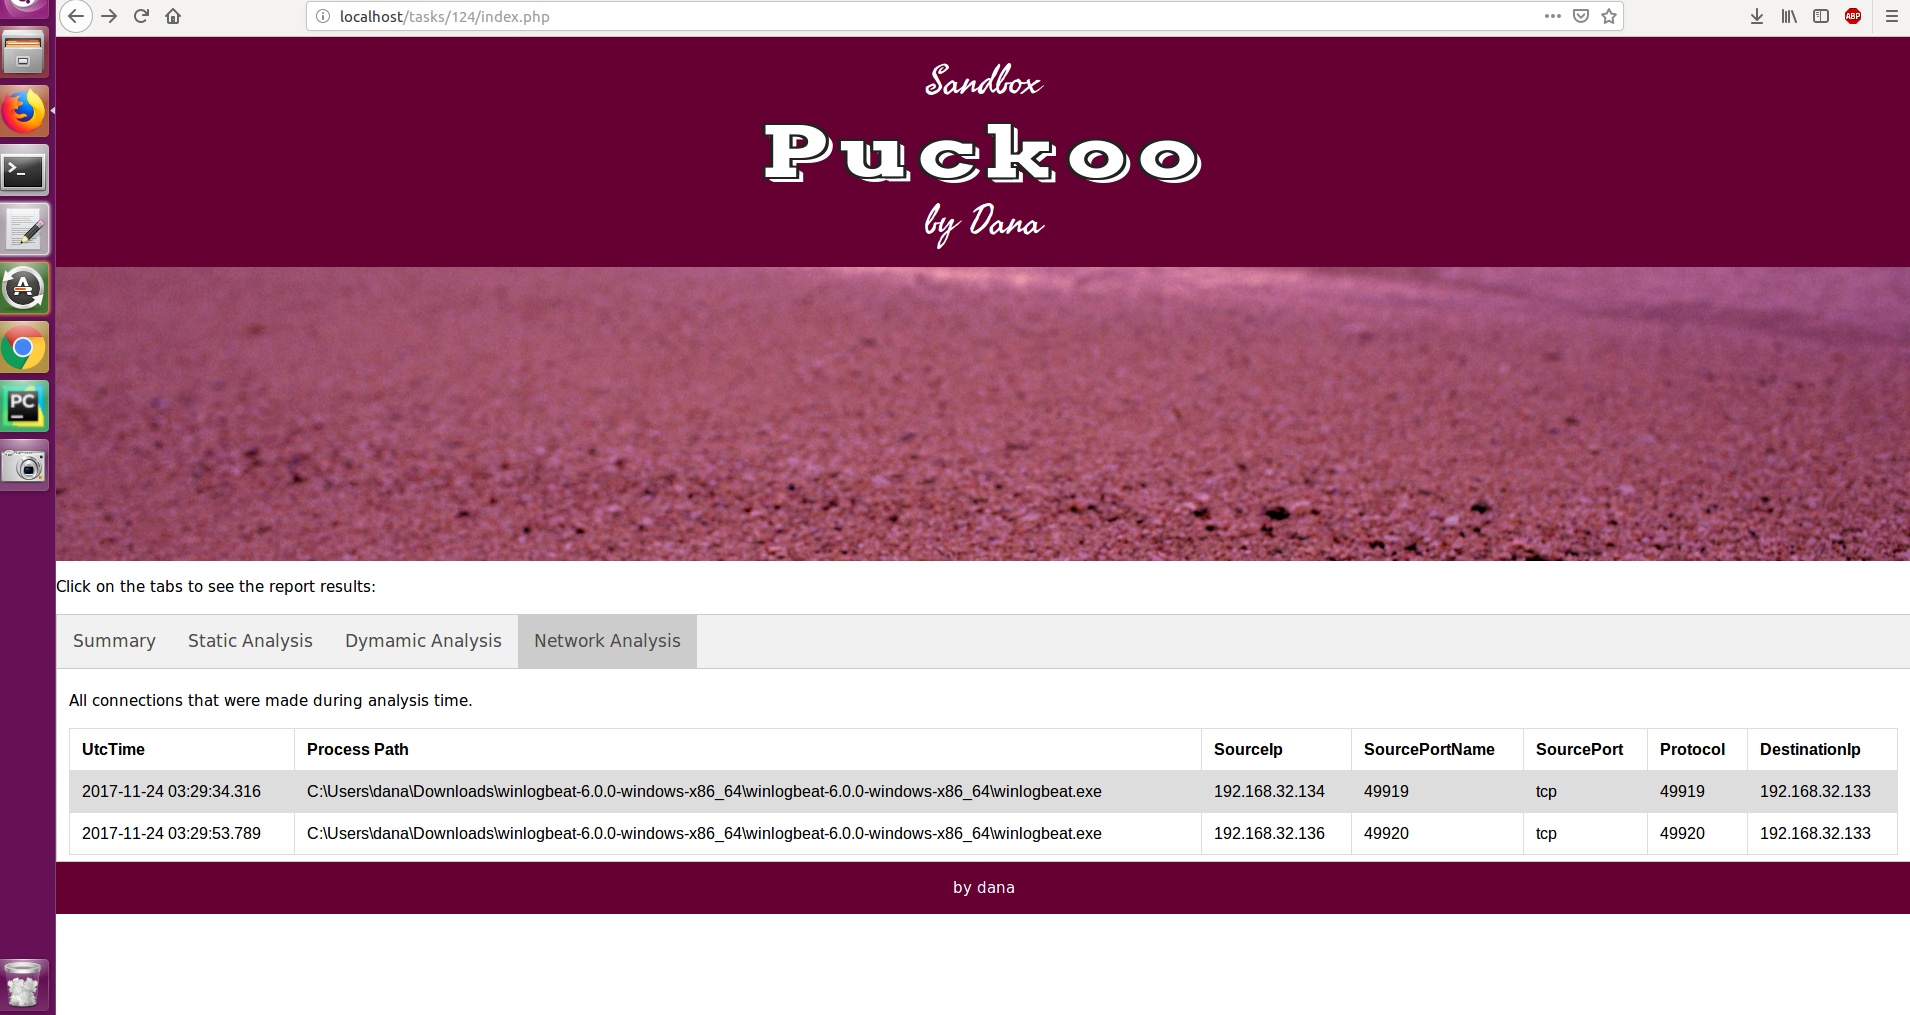 localhost/tasks/124/index.php
ABP
Sandbox
Puckoo
by Dana
PC
Click on the tabs to see the report results:
Summary Static Analysis Dymamic Analysis Network Analysis
All connections that were made during analysis time.
UtcTime Process Path SourceIp SourcePortName SourcePort Protocol DestinationIp
2017-11-24 03:29:34.316 C:\Users\dana\Downloads\winlogbeat-6.0.0-windows-x86_64\winlogbeat-6.0.0-windows-x86_64\winlogbeat.exe 192.168.32.134 49919 tcp 49919 192.168.32.133
2017-11-24 03:29:53.789 C:\Users\dana\Downloads\winlogbeat-6.0.0-windows-x86_64\winlogbeat-6.0.0-windows-x86_64\winlogbeat.exe 192.168.32.136 49920 tcp 49920 192.168.32.133
by dana